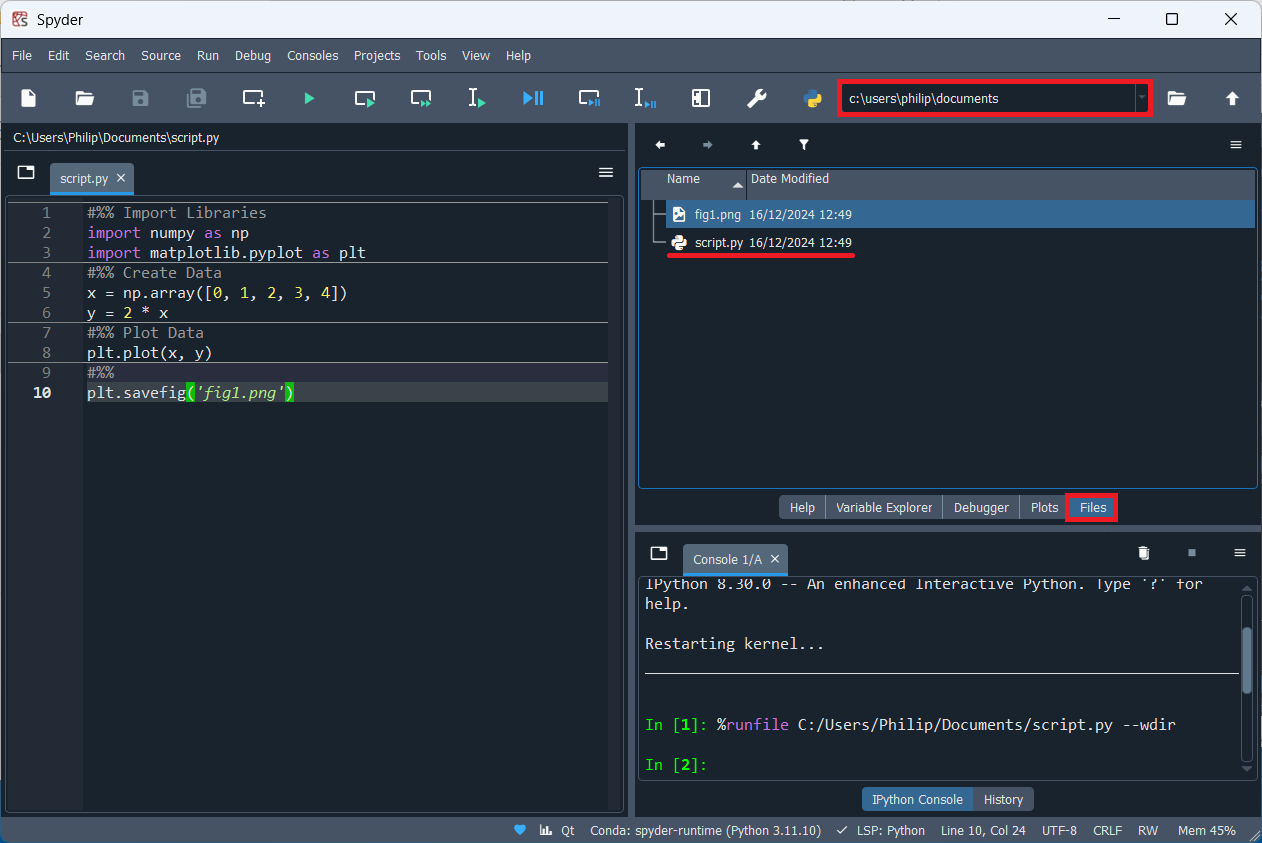 Spyder
File Edit Search Source Run Debug Consoles Projects Tools View Help
c:\users\philip\documents
C:\Users\Philip\Documents\script.py
script.py
1 #%% Import Libraries
2 import numpy as np
3 import matplotlib.pyplot as plt
4 #%% Create Data
5 x = np.array([0, 1, 2, 3, 4])
6 y = 2 * x
7 #%% Plot Data
8 plt.plot(x, y)
9 #%%
10 plt.savefig('fig1.png')
Name Date Modified
fig1.png 16/12/2024 12:49
script.py 16/12/2024 12:49
Help Variable Explorer Debugger Plots Files
Console 1/A
IPython 8.30.0 -- An enhanced Interactive Python. Type '?' for
help.
Restarting kernel...
In [1]: %runfile C:/Users/Philip/Documents/script.py --wdir
In [2]:
IPython Console History
Qt Conda: spyder-runtime (Python 3.11.10) LSP: Python Line 10, Col 24 UTF-8 CRLF RW Mem 45%